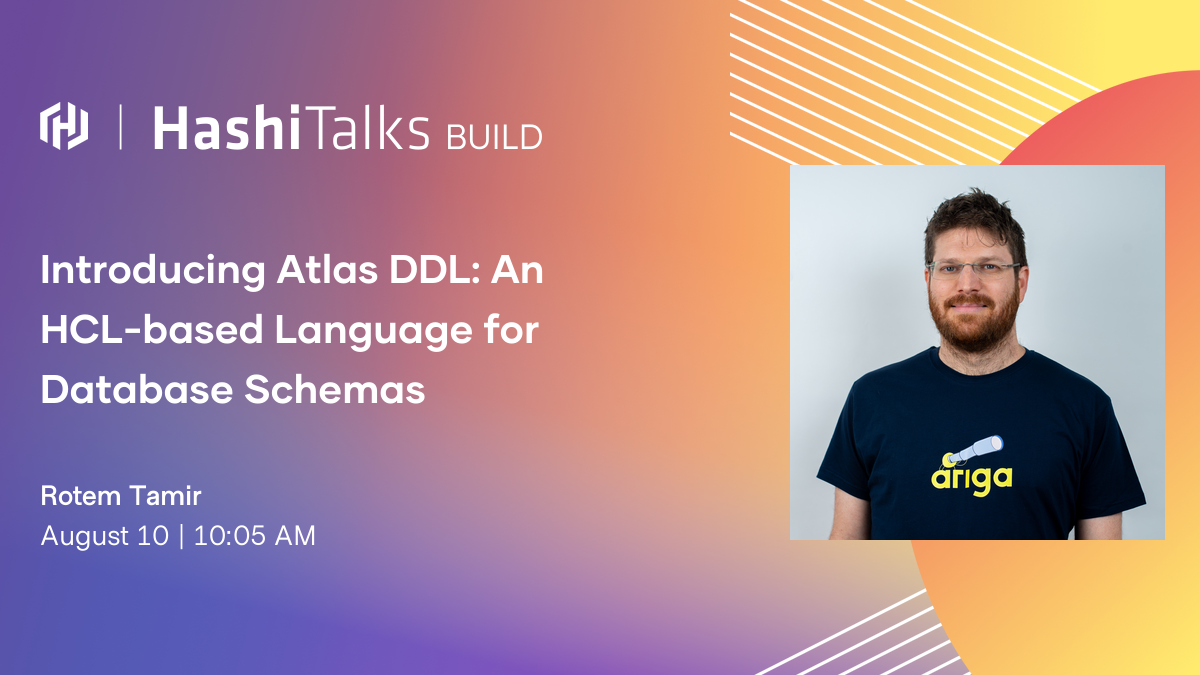 HashiTalks BUILD
Introducing Atlas DDL: An
HCL-based Language for
Database Schemas
Rotem Tamir
August 10 | 10:05 AM
ariga